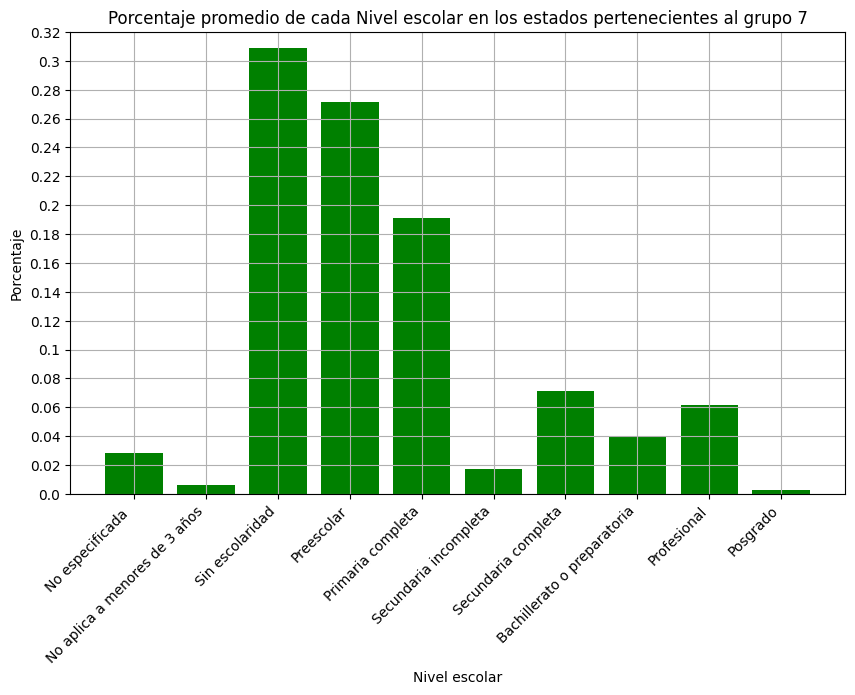 Porcentaje promedio de cada Nivel escolar en los estados pertenecientes al grupo 7
Porcentaje
0.32
0.3
0.28
0.26
0.24
0.22
0.2
0.18
0.16
0.14
0.12
0.1
0.08
0.06
0.04
0.02
0.0
No especificada
No aplica a menores de 3 años
Sin escolaridad
Preescolar
Primaria completa
Secundaria incompleta
Secundaria completa
Bachillerato o preparatoria
Profesional
Posgrado
Nivel escolar